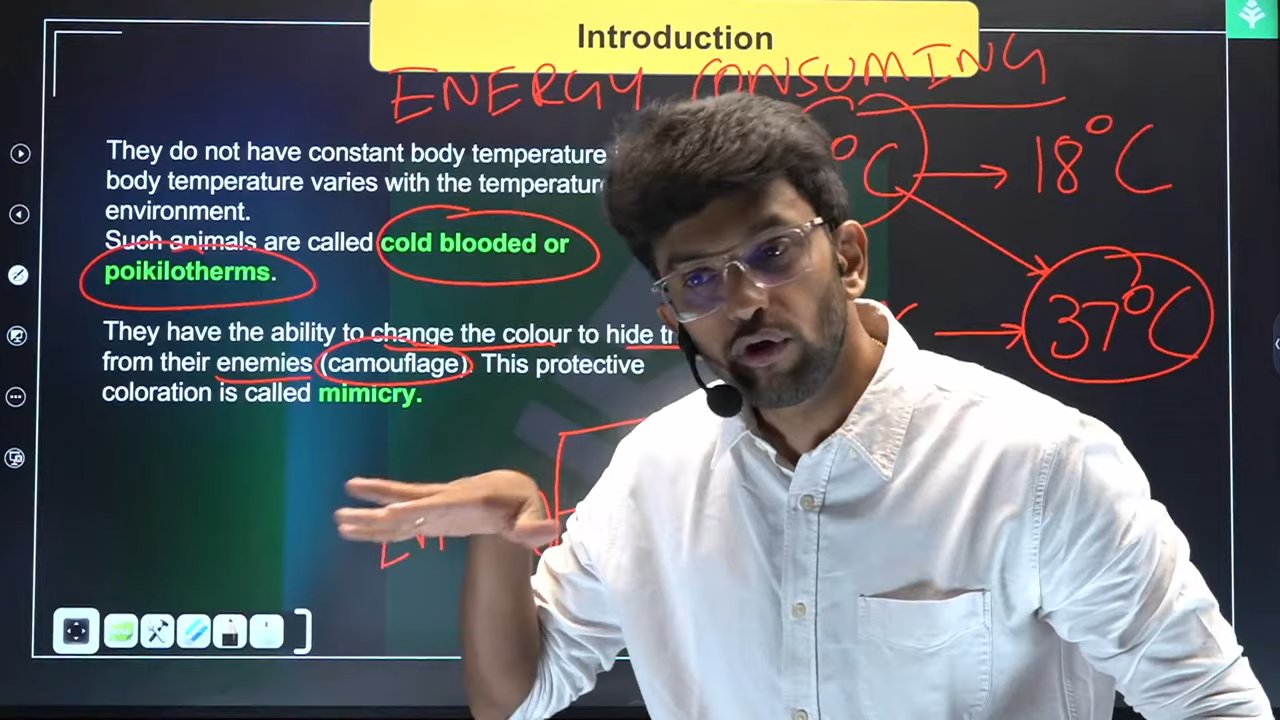 Introduction
ENERGY CONSUMING
They do not have constant body temperature
body temperature varies with the temperature
environment.
Such animals are called cold blooded or
poikilotherms.
°C → 18°C
37°C
They have the ability to change the colour to hide
from their enemies (camouflage). This protective
coloration is called mimicry.